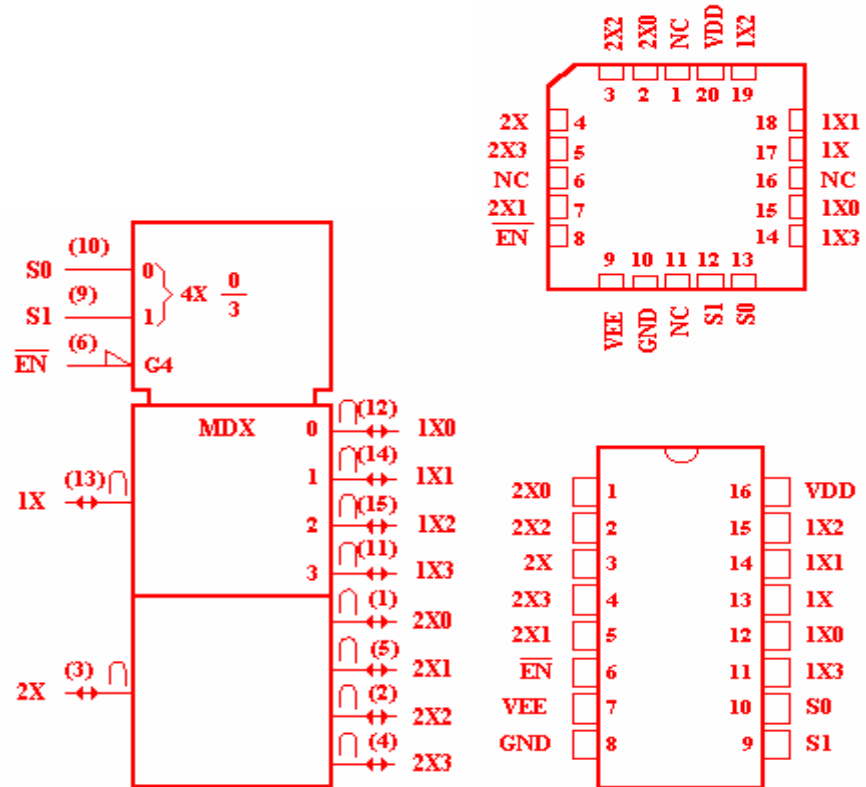 2X2 2X0 NC VDD 1X2
3 2 1 20 19
2X 4 18 1X1
2X3 5 17 1X
NC 6 16 NC
2X1 7 15 1X0
EN 8 14 1X3
9 10 11 12 13
VEE GND NC S1 S0
S0 (10) 0
4X 0/3
S1 (9) 1
EN (6) G4
MDX
0 (12) 1X0
1 (14) 1X1
1X (13)
2 (15) 1X2
3 (11) 1X3
(1) 2X0
(5) 2X1
2X (3)
(2) 2X2
(4) 2X3
2X0 1 16 VDD
2X2 2 15 1X2
2X 3 14 1X1
2X3 4 13 1X
2X1 5 12 1X0
EN 6 11 1X3
VEE 7 10 S0
GND 8 9 S1